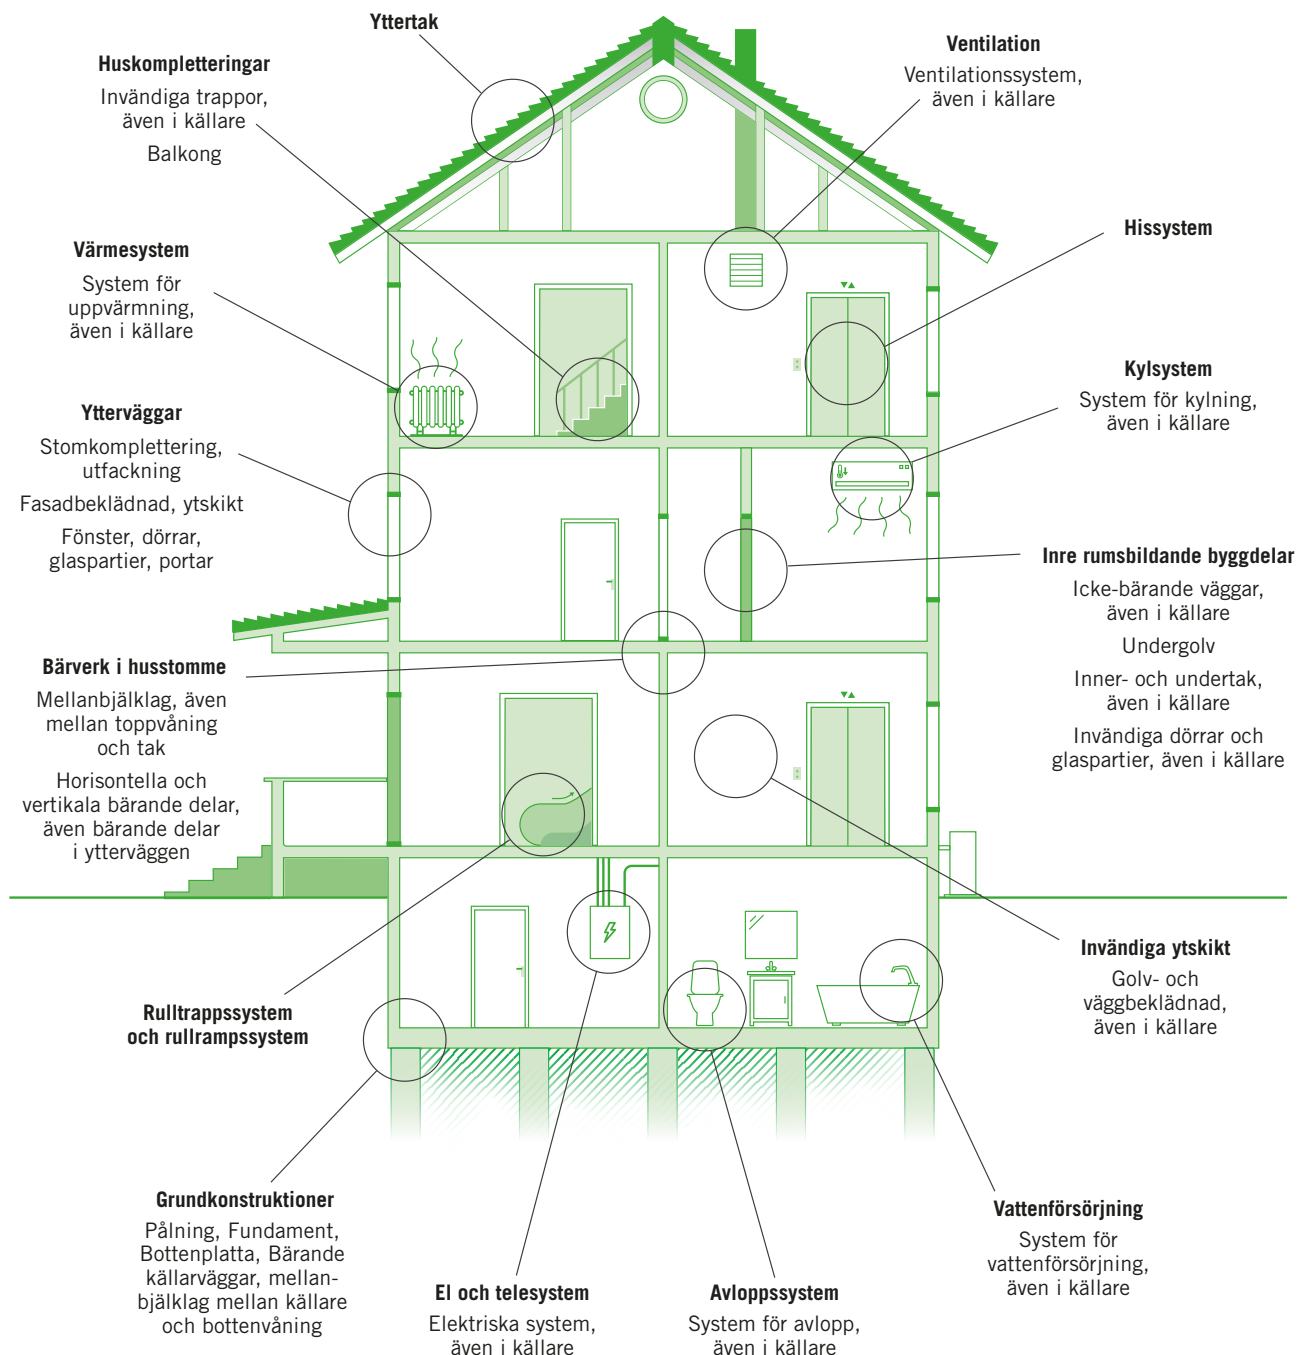 Yttertak
Huskompletteringar
Invändiga trappor,
även i källare
Balkong
Ventilation
Ventilationssystem,
även i källare
Hissystem
Värmesystem
System för
uppvärmning,
även i källare
Kylsystem
System för kylning,
även i källare
Ytterväggar
Stomkomplettering,
utfackning
Fasadbeklädnad, ytskikt
Fönster, dörrar,
glaspartier, portar
Inre rumsbildande byggdelar
Icke-bärande väggar,
även i källare
Undergolv
Inner- och undertak,
även i källare
Invändiga dörrar och
glaspartier, även i källare
Bärverk i husstomme
Mellanbjälklag, även
mellan toppvåning
och tak
Horisontella och
vertikala bärande delar,
även bärande delar
i ytterväggen
Invändiga ytskikt
Golv- och
väggbeklädnad,
även i källare
Rulltrappssystem
och rullrampssystem
Grundkonstruktioner
Pålning, Fundament,
Bottenplatta, Bärande
källarväggar, mellan-
bjälklag mellan källare
och bottenvåning
El och telesystem
Elektriska system,
även i källare
Avloppssystem
System för avlopp,
även i källare
Vattenförsörjning
System för
vattenförsörjning,
även i källare